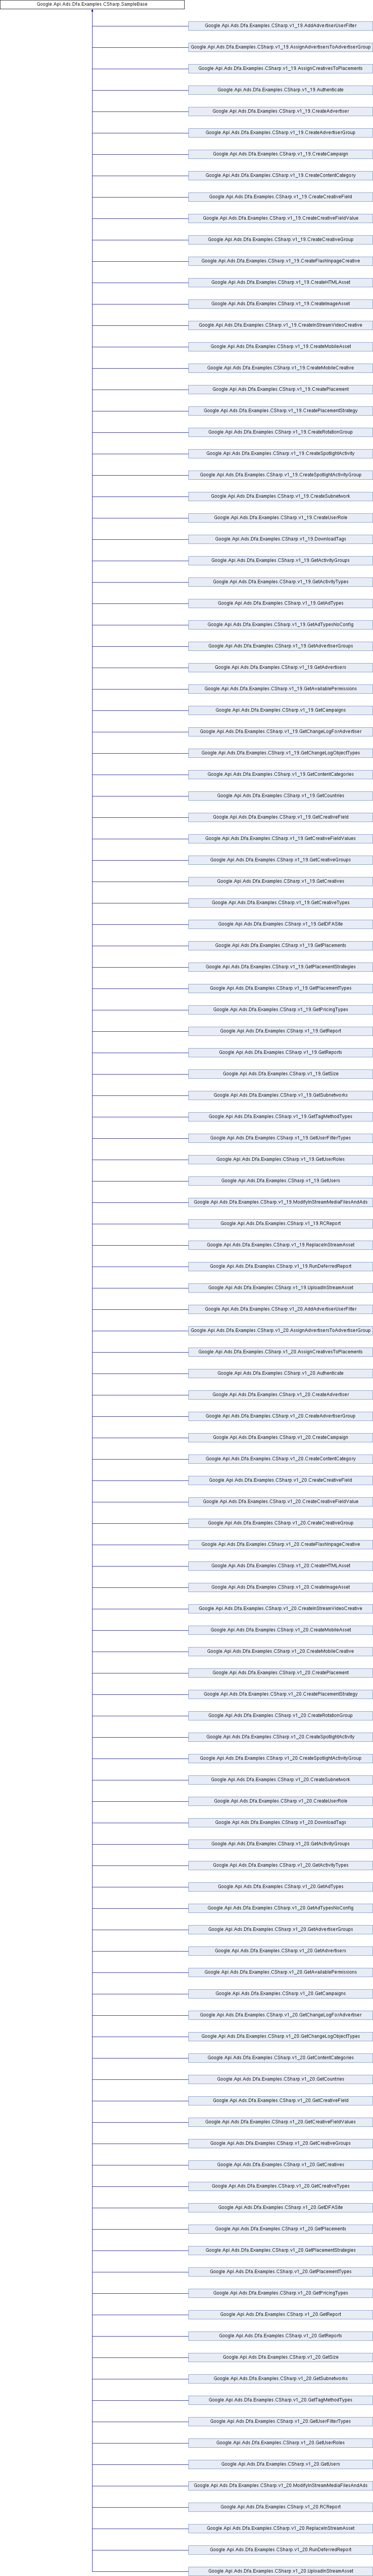 Google.Api.Ads.Dfa.Examples.CSharp.SampleBase
Google.Api.Ads.Dfa.Examples.CSharp.v1_19.AddAdvertiserUserFilter
Google.Api.Ads.Dfa.Examples.CSharp.v1_19.AssignAdvertisersToAdvertiserGroup
Google.Api.Ads.Dfa.Examples.CSharp.v1_19.AssignCreativesToPlacements
Google.Api.Ads.Dfa.Examples.CSharp.v1_19.Authenticate
Google.Api.Ads.Dfa.Examples.CSharp.v1_19.CreateAdvertiser
Google.Api.Ads.Dfa.Examples.CSharp.v1_19.CreateAdvertiserGroup
Google.Api.Ads.Dfa.Examples.CSharp.v1_19.CreateCampaign
Google.Api.Ads.Dfa.Examples.CSharp.v1_19.CreateContentCategory
Google.Api.Ads.Dfa.Examples.CSharp.v1_19.CreateCreativeField
Google.Api.Ads.Dfa.Examples.CSharp.v1_19.CreateCreativeFieldValue
Google.Api.Ads.Dfa.Examples.CSharp.v1_19.CreateCreativeGroup
Google.Api.Ads.Dfa.Examples.CSharp.v1_19.CreateFlashInpageCreative
Google.Api.Ads.Dfa.Examples.CSharp.v1_19.CreateHTMLAsset
Google.Api.Ads.Dfa.Examples.CSharp.v1_19.CreateImageAsset
Google.Api.Ads.Dfa.Examples.CSharp.v1_19.CreateInStreamVideoCreative
Google.Api.Ads.Dfa.Examples.CSharp.v1_19.CreateMobileAsset
Google.Api.Ads.Dfa.Examples.CSharp.v1_19.CreateMobileCreative
Google.Api.Ads.Dfa.Examples.CSharp.v1_19.CreatePlacement
Google.Api.Ads.Dfa.Examples.CSharp.v1_19.CreatePlacementStrategy
Google.Api.Ads.Dfa.Examples.CSharp.v1_19.CreateRotationGroup
Google.Api.Ads.Dfa.Examples.CSharp.v1_19.CreateSpotlightActivity
Google.Api.Ads.Dfa.Examples.CSharp.v1_19.CreateSpotlightActivityGroup
Google.Api.Ads.Dfa.Examples.CSharp.v1_19.CreateSubnetwork
Google.Api.Ads.Dfa.Examples.CSharp.v1_19.CreateUserRole
Google.Api.Ads.Dfa.Examples.CSharp.v1_19.DownloadTags
Google.Api.Ads.Dfa.Examples.CSharp.v1_19.GetActivityGroups
Google.Api.Ads.Dfa.Examples.CSharp.v1_19.GetActivityTypes
Google.Api.Ads.Dfa.Examples.CSharp.v1_19.GetAdTypes
Google.Api.Ads.Dfa.Examples.CSharp.v1_19.GetAdTypesNoConfig
Google.Api.Ads.Dfa.Examples.CSharp.v1_19.GetAdvertiserGroups
Google.Api.Ads.Dfa.Examples.CSharp.v1_19.GetAdvertisers
Google.Api.Ads.Dfa.Examples.CSharp.v1_19.GetAvailablePermissions
Google.Api.Ads.Dfa.Examples.CSharp.v1_19.GetCampaigns
Google.Api.Ads.Dfa.Examples.CSharp.v1_19.GetChangeLogForAdvertiser
Google.Api.Ads.Dfa.Examples.CSharp.v1_19.GetChangeLogObjectTypes
Google.Api.Ads.Dfa.Examples.CSharp.v1_19.GetContentCategories
Google.Api.Ads.Dfa.Examples.CSharp.v1_19.GetCountries
Google.Api.Ads.Dfa.Examples.CSharp.v1_19.GetCreativeField
Google.Api.Ads.Dfa.Examples.CSharp.v1_19.GetCreativeFieldValues
Google.Api.Ads.Dfa.Examples.CSharp.v1_19.GetCreativeGroups
Google.Api.Ads.Dfa.Examples.CSharp.v1_19.GetCreatives
Google.Api.Ads.Dfa.Examples.CSharp.v1_19.GetCreativeTypes
Google.Api.Ads.Dfa.Examples.CSharp.v1_19.GetDFASite
Google.Api.Ads.Dfa.Examples.CSharp.v1_19.GetPlacements
Google.Api.Ads.Dfa.Examples.CSharp.v1_19.GetPlacementStrategies
Google.Api.Ads.Dfa.Examples.CSharp.v1_19.GetPlacementTypes
Google.Api.Ads.Dfa.Examples.CSharp.v1_19.GetPricingTypes
Google.Api.Ads.Dfa.Examples.CSharp.v1_19.GetReport
Google.Api.Ads.Dfa.Examples.CSharp.v1_19.GetReports
Google.Api.Ads.Dfa.Examples.CSharp.v1_19.GetSize
Google.Api.Ads.Dfa.Examples.CSharp.v1_19.GetSubnetworks
Google.Api.Ads.Dfa.Examples.CSharp.v1_19.GetTagMethodTypes
Google.Api.Ads.Dfa.Examples.CSharp.v1_19.GetUserFilterTypes
Google.Api.Ads.Dfa.Examples.CSharp.v1_19.GetUserRoles
Google.Api.Ads.Dfa.Examples.CSharp.v1_19.GetUsers
Google.Api.Ads.Dfa.Examples.CSharp.v1_19.ModifyInStreamMediaFilesAndAds
Google.Api.Ads.Dfa.Examples.CSharp.v1_19.RCReport
Google.Api.Ads.Dfa.Examples.CSharp.v1_19.ReplaceInStreamAsset
Google.Api.Ads.Dfa.Examples.CSharp.v1_19.RunDeferredReport
Google.Api.Ads.Dfa.Examples.CSharp.v1_19.UploadInStreamAsset
Google.Api.Ads.Dfa.Examples.CSharp.v1_20.AddAdvertiserUserFilter
Google.Api.Ads.Dfa.Examples.CSharp.v1_20.AssignAdvertisersToAdvertiserGroup
Google.Api.Ads.Dfa.Examples.CSharp.v1_20.AssignCreativesToPlacements
Google.Api.Ads.Dfa.Examples.CSharp.v1_20.Authenticate
Google.Api.Ads.Dfa.Examples.CSharp.v1_20.CreateAdvertiser
Google.Api.Ads.Dfa.Examples.CSharp.v1_20.CreateAdvertiserGroup
Google.Api.Ads.Dfa.Examples.CSharp.v1_20.CreateCampaign
Google.Api.Ads.Dfa.Examples.CSharp.v1_20.CreateContentCategory
Google.Api.Ads.Dfa.Examples.CSharp.v1_20.CreateCreativeField
Google.Api.Ads.Dfa.Examples.CSharp.v1_20.CreateCreativeFieldValue
Google.Api.Ads.Dfa.Examples.CSharp.v1_20.CreateCreativeGroup
Google.Api.Ads.Dfa.Examples.CSharp.v1_20.CreateFlashInpageCreative
Google.Api.Ads.Dfa.Examples.CSharp.v1_20.CreateHTMLAsset
Google.Api.Ads.Dfa.Examples.CSharp.v1_20.CreateImageAsset
Google.Api.Ads.Dfa.Examples.CSharp.v1_20.CreateInStreamVideoCreative
Google.Api.Ads.Dfa.Examples.CSharp.v1_20.CreateMobileAsset
Google.Api.Ads.Dfa.Examples.CSharp.v1_20.CreateMobileCreative
Google.Api.Ads.Dfa.Examples.CSharp.v1_20.CreatePlacement
Google.Api.Ads.Dfa.Examples.CSharp.v1_20.CreatePlacementStrategy
Google.Api.Ads.Dfa.Examples.CSharp.v1_20.CreateRotationGroup
Google.Api.Ads.Dfa.Examples.CSharp.v1_20.CreateSpotlightActivity
Google.Api.Ads.Dfa.Examples.CSharp.v1_20.CreateSpotlightActivityGroup
Google.Api.Ads.Dfa.Examples.CSharp.v1_20.CreateSubnetwork
Google.Api.Ads.Dfa.Examples.CSharp.v1_20.CreateUserRole
Google.Api.Ads.Dfa.Examples.CSharp.v1_20.DownloadTags
Google.Api.Ads.Dfa.Examples.CSharp.v1_20.GetActivityGroups
Google.Api.Ads.Dfa.Examples.CSharp.v1_20.GetActivityTypes
Google.Api.Ads.Dfa.Examples.CSharp.v1_20.GetAdTypes
Google.Api.Ads.Dfa.Examples.CSharp.v1_20.GetAdTypesNoConfig
Google.Api.Ads.Dfa.Examples.CSharp.v1_20.GetAdvertiserGroups
Google.Api.Ads.Dfa.Examples.CSharp.v1_20.GetAdvertisers
Google.Api.Ads.Dfa.Examples.CSharp.v1_20.GetAvailablePermissions
Google.Api.Ads.Dfa.Examples.CSharp.v1_20.GetCampaigns
Google.Api.Ads.Dfa.Examples.CSharp.v1_20.GetChangeLogForAdvertiser
Google.Api.Ads.Dfa.Examples.CSharp.v1_20.GetChangeLogObjectTypes
Google.Api.Ads.Dfa.Examples.CSharp.v1_20.GetContentCategories
Google.Api.Ads.Dfa.Examples.CSharp.v1_20.GetCountries
Google.Api.Ads.Dfa.Examples.CSharp.v1_20.GetCreativeField
Google.Api.Ads.Dfa.Examples.CSharp.v1_20.GetCreativeFieldValues
Google.Api.Ads.Dfa.Examples.CSharp.v1_20.GetCreativeGroups
Google.Api.Ads.Dfa.Examples.CSharp.v1_20.GetCreatives
Google.Api.Ads.Dfa.Examples.CSharp.v1_20.GetCreativeTypes
Google.Api.Ads.Dfa.Examples.CSharp.v1_20.GetDFASite
Google.Api.Ads.Dfa.Examples.CSharp.v1_20.GetPlacements
Google.Api.Ads.Dfa.Examples.CSharp.v1_20.GetPlacementStrategies
Google.Api.Ads.Dfa.Examples.CSharp.v1_20.GetPlacementTypes
Google.Api.Ads.Dfa.Examples.CSharp.v1_20.GetPricingTypes
Google.Api.Ads.Dfa.Examples.CSharp.v1_20.GetReport
Google.Api.Ads.Dfa.Examples.CSharp.v1_20.GetReports
Google.Api.Ads.Dfa.Examples.CSharp.v1_20.GetSize
Google.Api.Ads.Dfa.Examples.CSharp.v1_20.GetSubnetworks
Google.Api.Ads.Dfa.Examples.CSharp.v1_20.GetTagMethodTypes
Google.Api.Ads.Dfa.Examples.CSharp.v1_20.GetUserFilterTypes
Google.Api.Ads.Dfa.Examples.CSharp.v1_20.GetUserRoles
Google.Api.Ads.Dfa.Examples.CSharp.v1_20.GetUsers
Google.Api.Ads.Dfa.Examples.CSharp.v1_20.ModifyInStreamMediaFilesAndAds
Google.Api.Ads.Dfa.Examples.CSharp.v1_20.RCReport
Google.Api.Ads.Dfa.Examples.CSharp.v1_20.ReplaceInStreamAsset
Google.Api.Ads.Dfa.Examples.CSharp.v1_20.RunDeferredReport
Google.Api.Ads.Dfa.Examples.CSharp.v1_20.UploadInStreamAsset